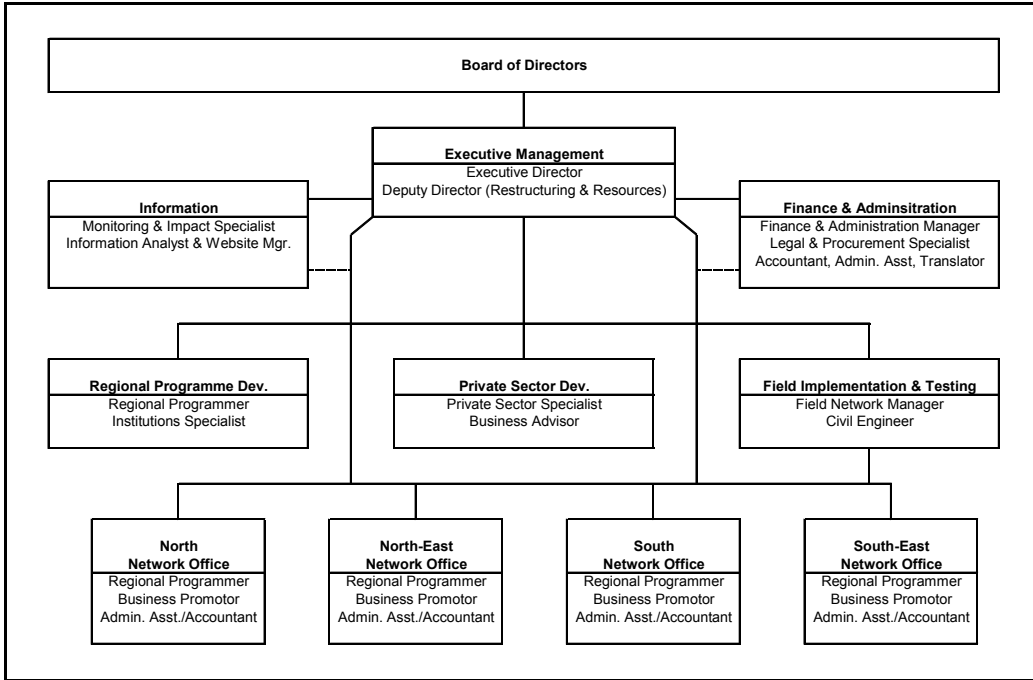 Board of Directors
Executive Management
Executive Director
Deputy Director (Restructuring & Resources)
Information
Monitoring & Impact Specialist
Information Analyst & Website Mgr.
Finance & Adminsitration
Finance & Administration Manager
Legal & Procurement Specialist
Accountant, Admin. Asst, Translator
Regional Programme Dev.
Regional Programmer
Institutions Specialist
Private Sector Dev.
Private Sector Specialist
Business Advisor
Field Implementation & Testing
Field Network Manager
Civil Engineer
North
Network Office
Regional Programmer
Business Promotor
Admin. Asst./Accountant
North-East
Network Office
Regional Programmer
Business Promotor
Admin. Asst./Accountant
South
Network Office
Regional Programmer
Business Promotor
Admin. Asst./Accountant
South-East
Network Office
Regional Programmer
Business Promotor
Admin. Asst./Accountant